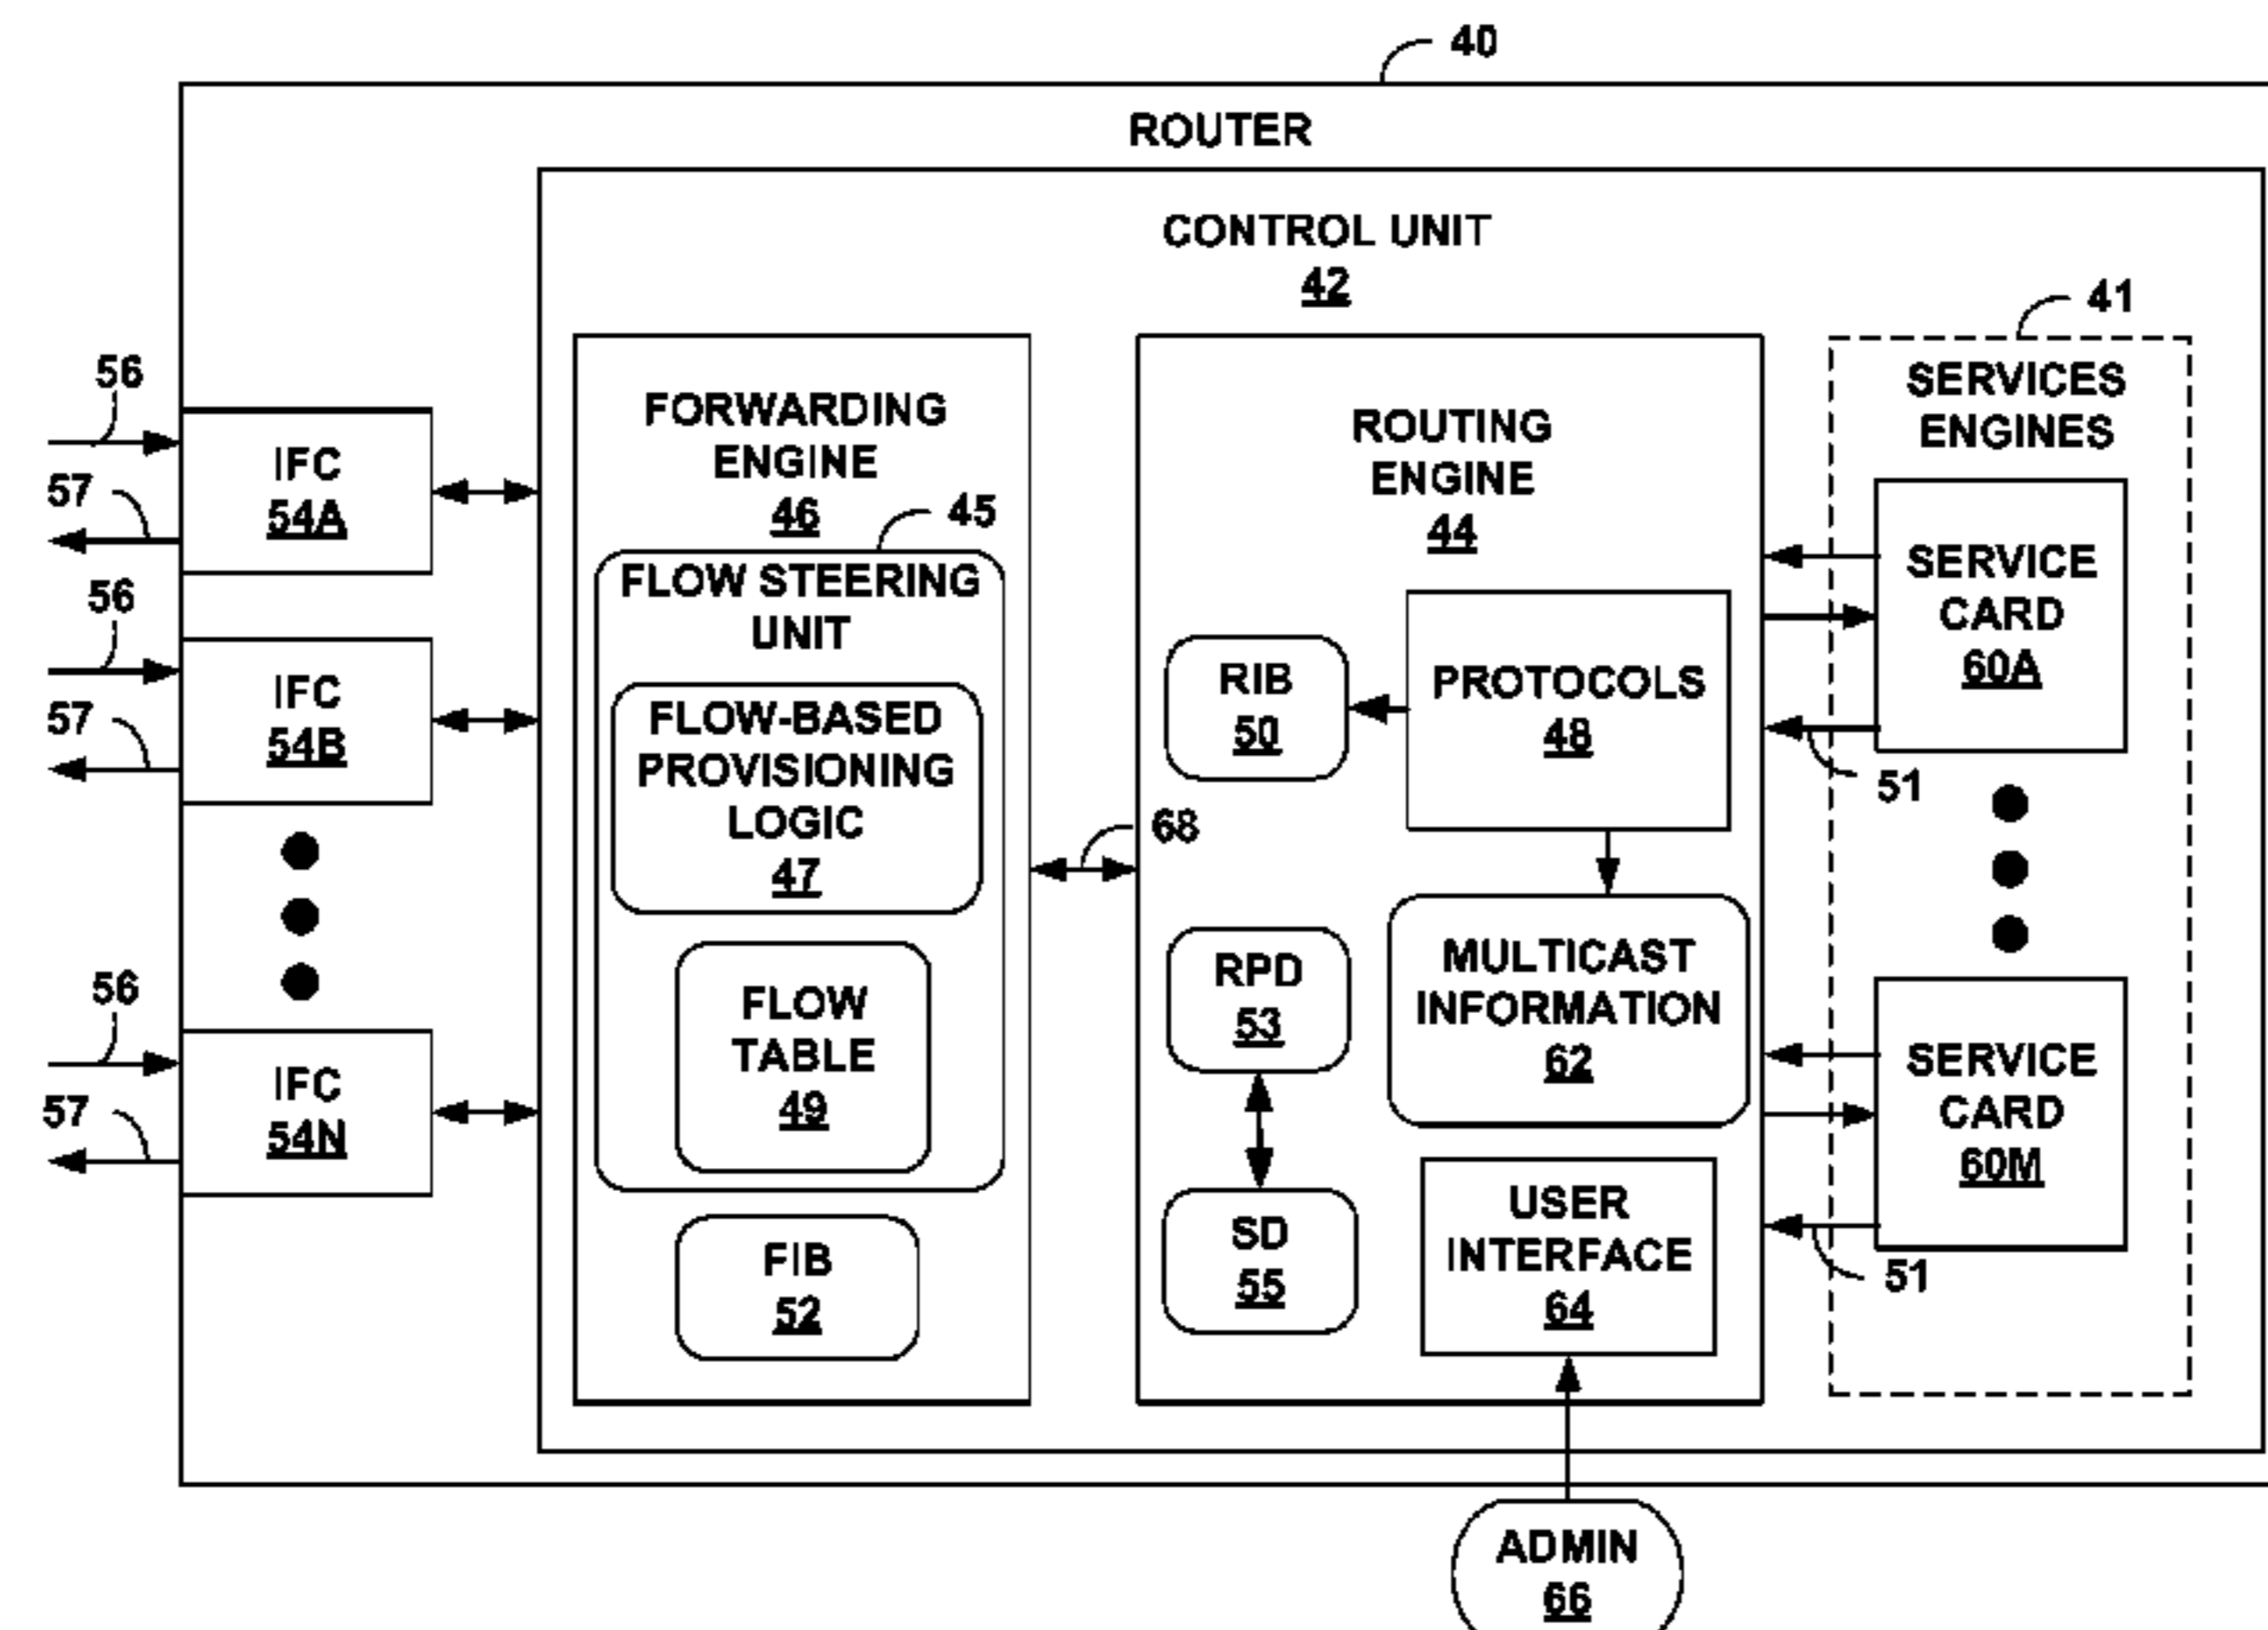 40
ROUTER
CONTROL UNIT
42
41
56
57
IFC
54A
56
57
IFC
54B
56
57
IFC
54N
FORWARDING
ENGINE
46
45
FLOW STEERING
UNIT
FLOW-BASED
PROVISIONING
LOGIC
47
FLOW
TABLE
49
FIB
52
68
ROUTING
ENGINE
44
RIB
50
PROTOCOLS
48
RPD
53
MULTICAST
INFORMATION
62
SD
55
USER
INTERFACE
64
SERVICES
ENGINES
SERVICE
CARD
60A
51
SERVICE
CARD
60M
51
ADMIN
66